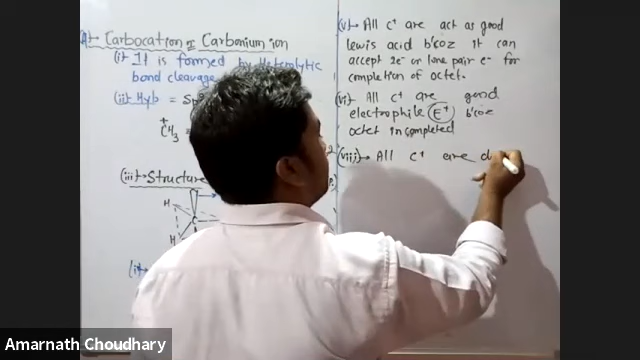 Carbocation or Carbonium ion
(i) → It is formed by Heterolytic
bond cleavage
(ii) Hyb = Sp
CH3 =
+
(iii) → Structure
H
C
H
(v) → All C+ are act as good
lewis acid b'coz it can
accept 2e- or lone pair e- for
completion of octet.
(vi) All C+ are good
electrophile (E+) b'coz
octet incompleted
(viii) → All C+ are d
Amarnath Choudhary